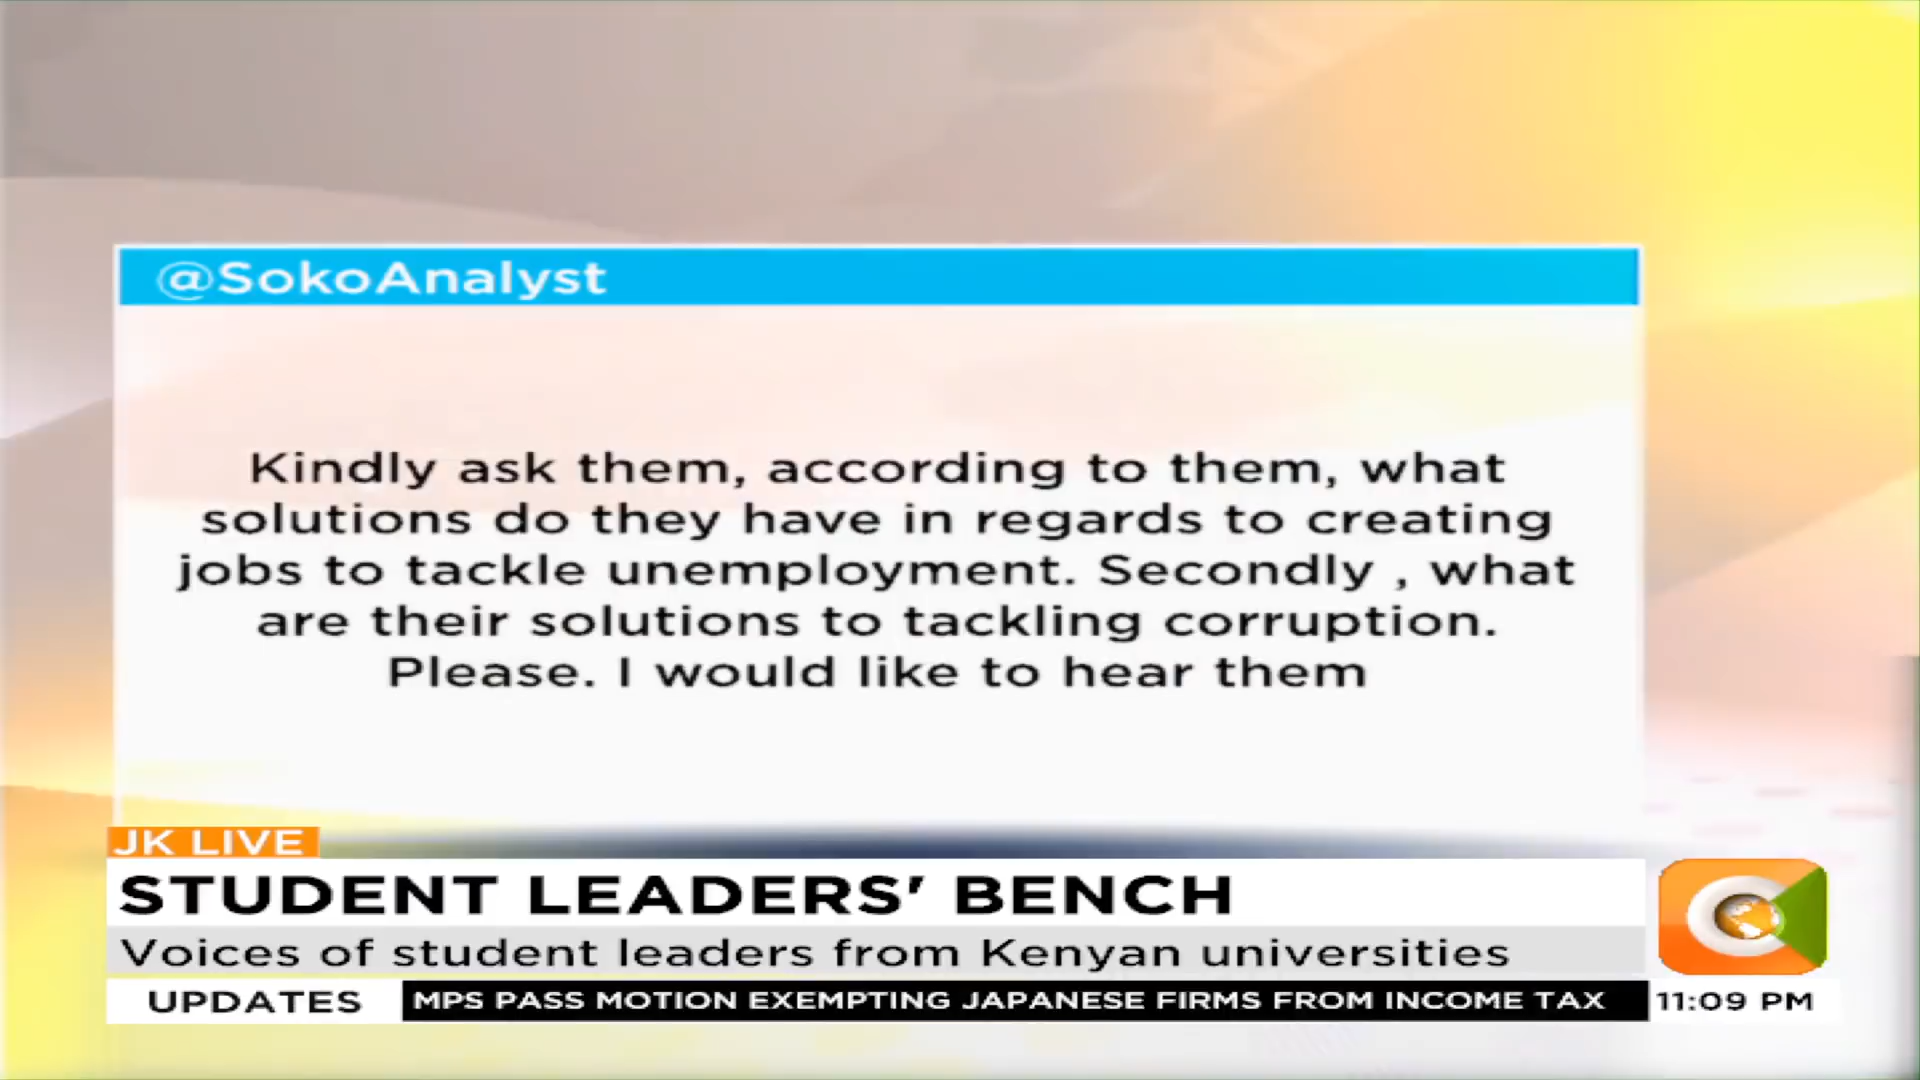 @SokoAnalyst
Kindly ask them, according to them, what
solutions do they have in regards to creating
jobs to tackle unemployment. Secondly , what
are their solutions to tackling corruption.
Please. I would like to hear them
JK LIVE
STUDENT LEADERS' BENCH
Voices of student leaders from Kenyan universities
UPDATES MPS PASS MOTION EXEMPTING JAPANESE FIRMS FROM INCOME TAX 11:09 PM